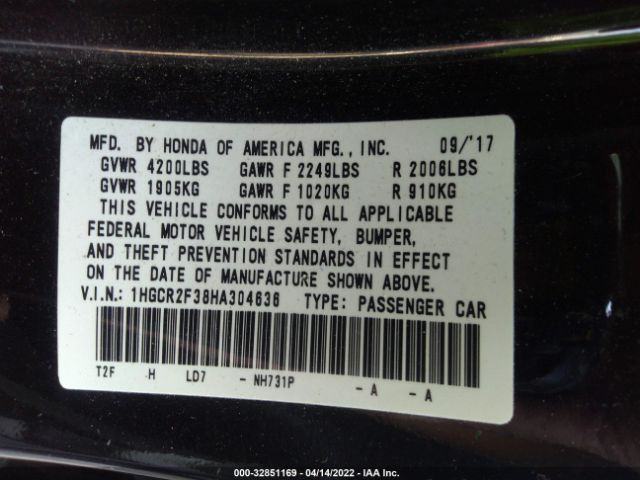 MFD. BY HONDA OF AMERICA MFG., INC. 09/'17
GVWR 4200LBS GAWR F 2249LBS R 2006LBS
GVWR 1905KG GAWR F 1020KG R 910KG
THIS VEHICLE CONFORMS TO ALL APPLICABLE
FEDERAL MOTOR VEHICLE SAFETY, BUMPER,
AND THEFT PREVENTION STANDARDS IN EFFECT
ON THE DATE OF MANUFACTURE SHOWN ABOVE.
V.I.N.: 1HGCR2F38HA304636 TYPE: PASSENGER CAR
T2F H LD7 - NH731P - A - A
000-32851169 - 04/14/2022 - IAA Inc.